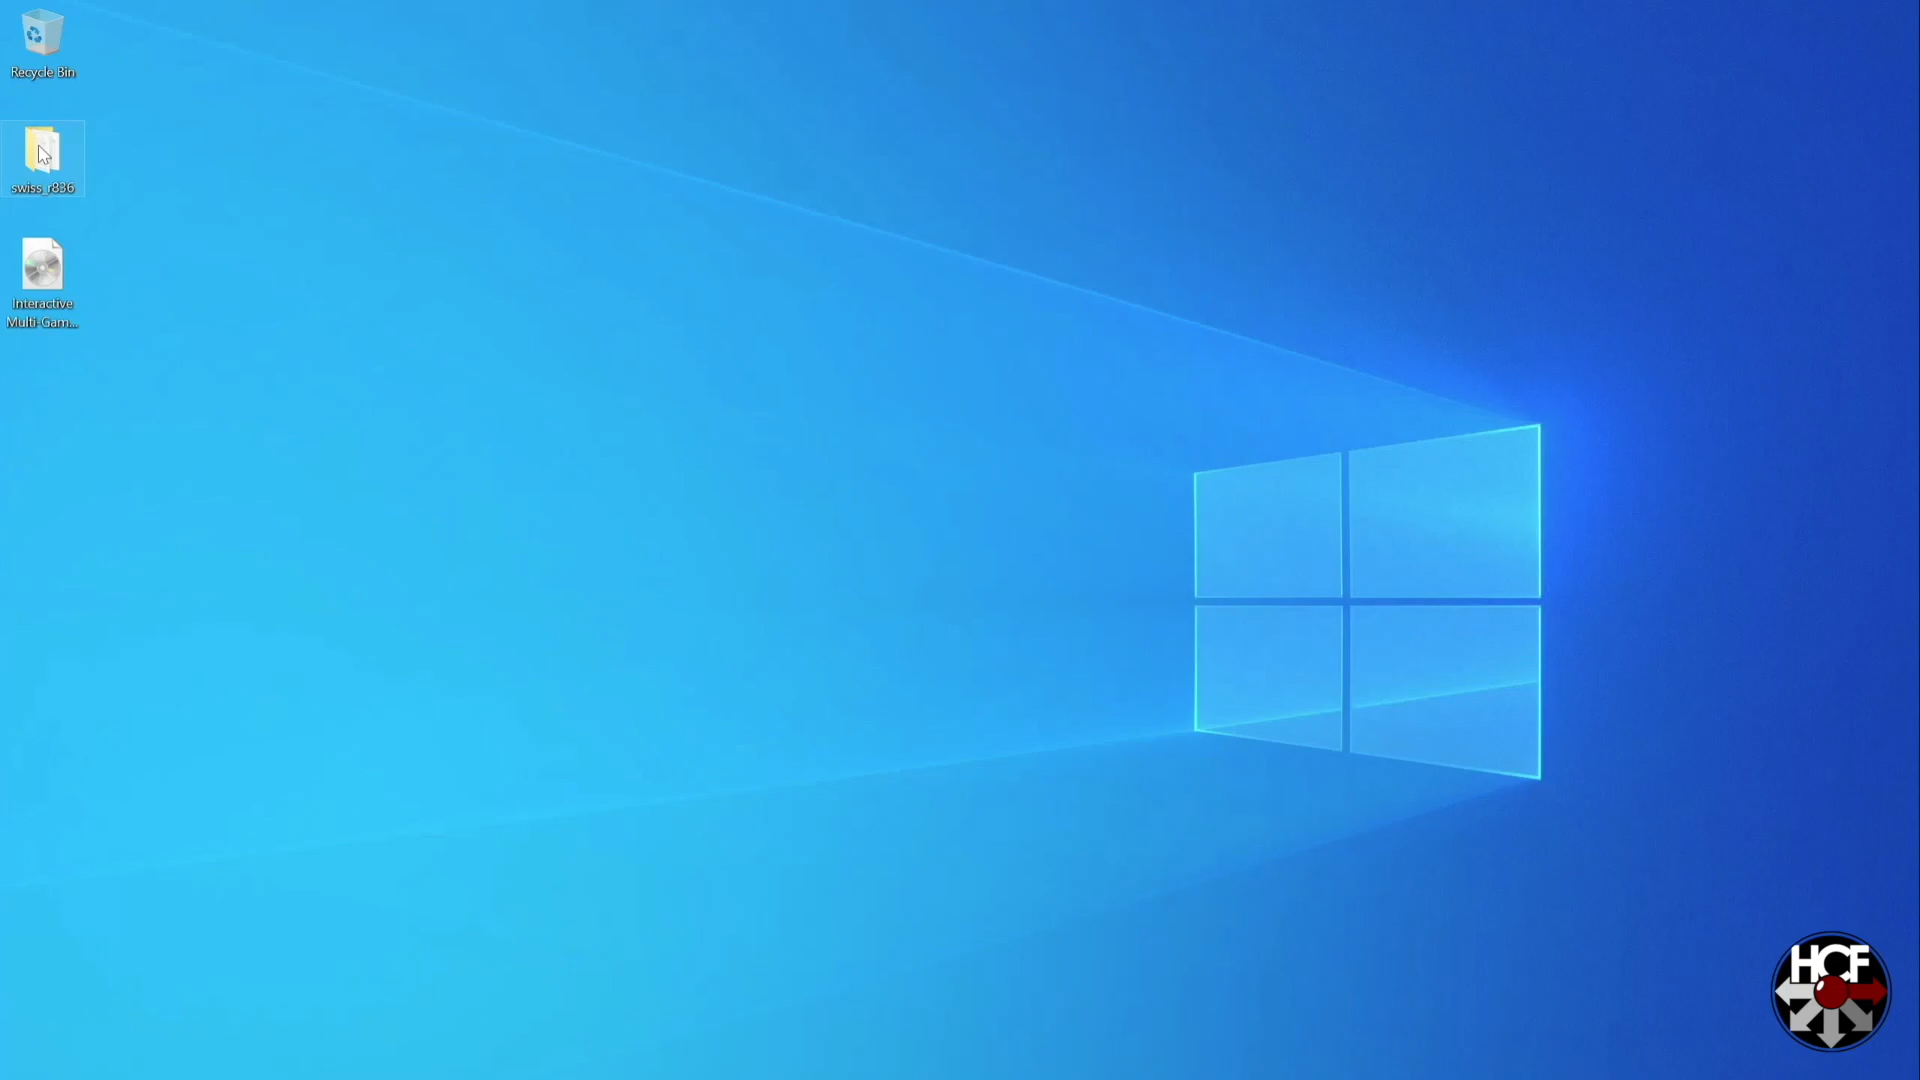 Recycle Bin
swiss_r836
Interactive
Multi-Gam...
HCF